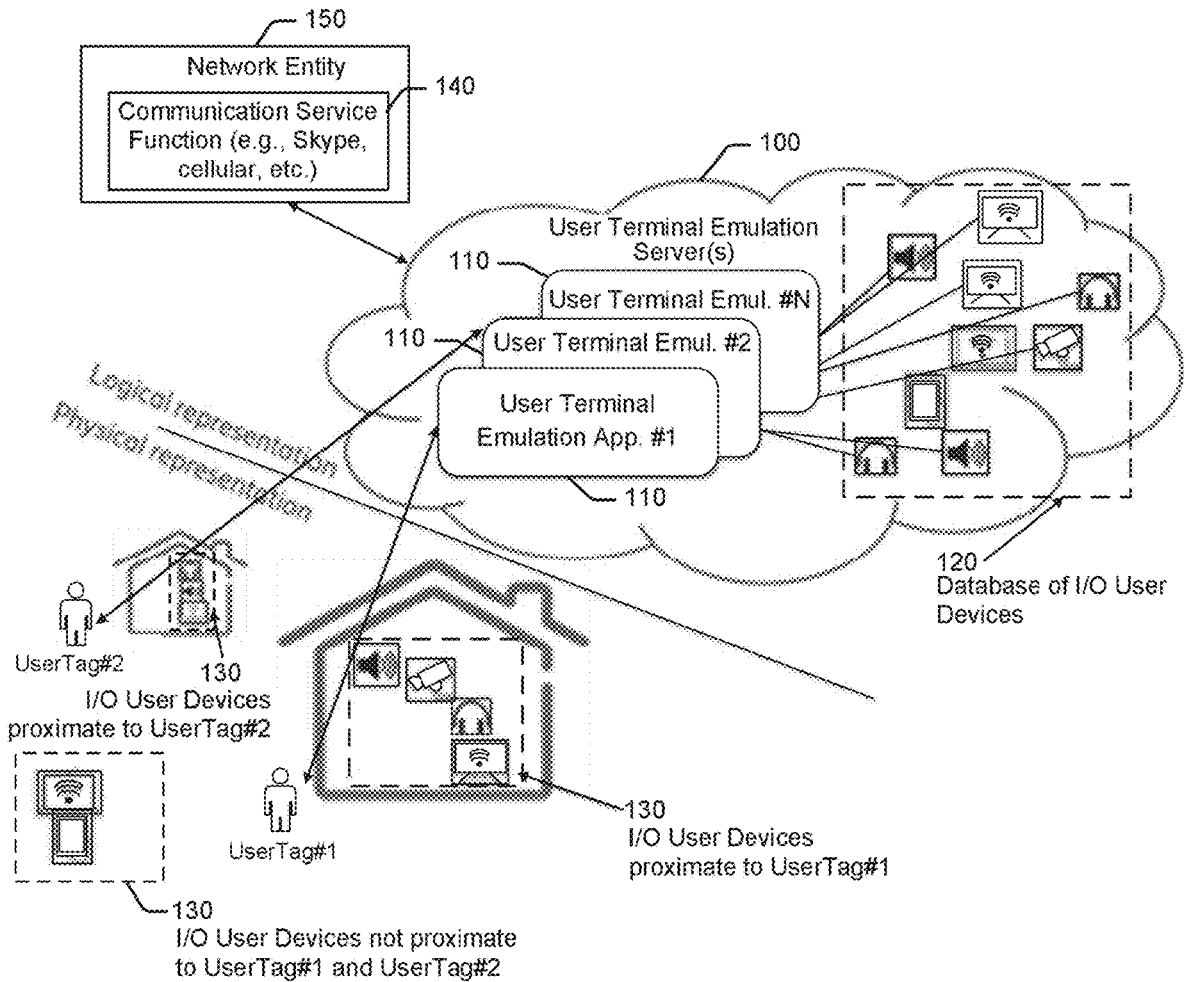 150
Network Entity
140
Communication Service
Function (e.g., Skype,
cellular, etc.)
100
User Terminal Emulation
Server(s)
110
User Terminal Emul. #N
110
User Terminal Emul. #2
User Terminal
Emulation App. #1
110
Logical representation
Physical representation
120
Database of I/O User
Devices
UserTag#2
130
I/O User Devices
proximate to UserTag#2
UserTag#1
130
I/O User Devices
proximate to UserTag#1
130
I/O User Devices not proximate
to UserTag#1 and UserTag#2